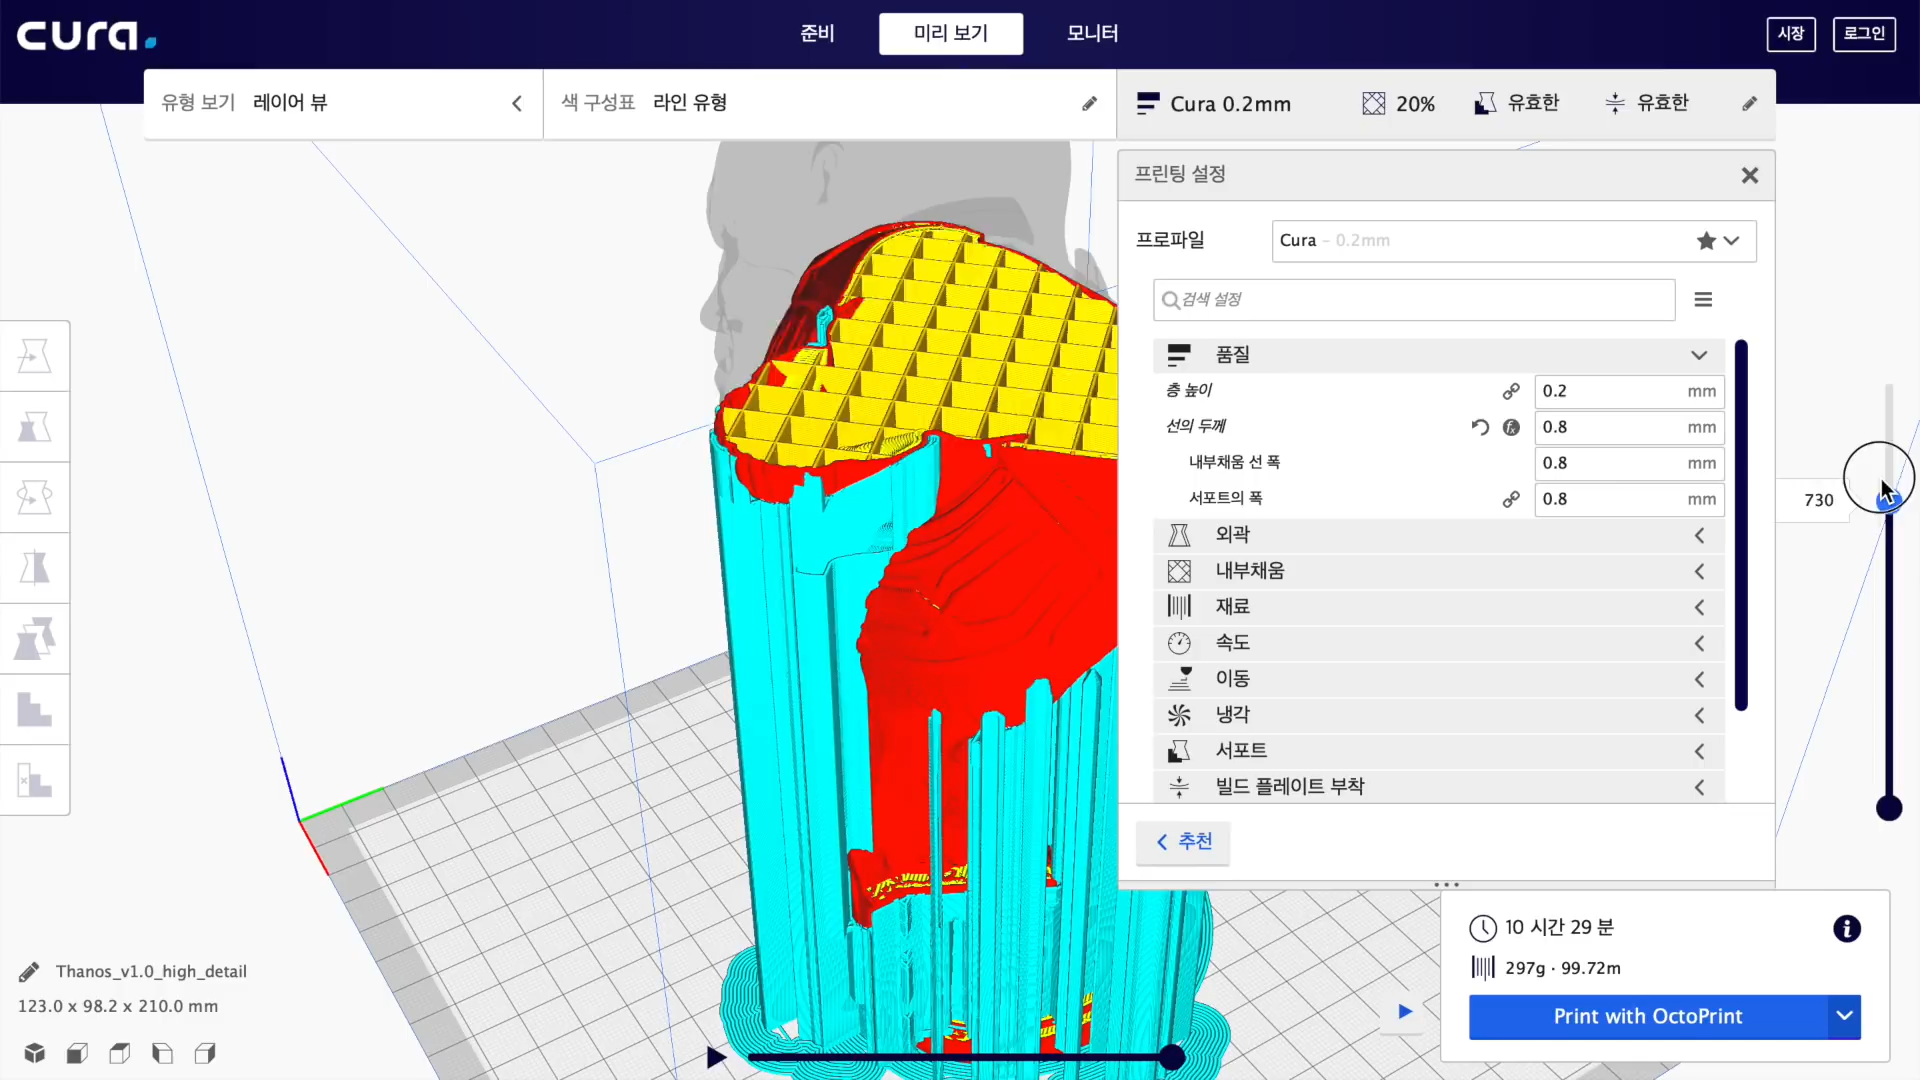 cura.
준비
미리 보기
모니터
시장
로그인
유형 보기 레이어 뷰
색 구성표 라인 유형
Cura 0.2mm
20%
유효한
유효한
프린팅 설정
프로파일
Cura - 0.2mm
검색 설정
품질
층 높이
0.2 mm
선의 두께
fx
0.8 mm
내부채움 선 폭
0.8 mm
서포트의 폭
0.8 mm
외곽
내부채움
재료
속도
이동
냉각
서포트
빌드 플레이트 부착
추천
730
10 시간 29 분
297g · 99.72m
Print with OctoPrint
Thanos_v1.0_high_detail
123.0 x 98.2 x 210.0 mm